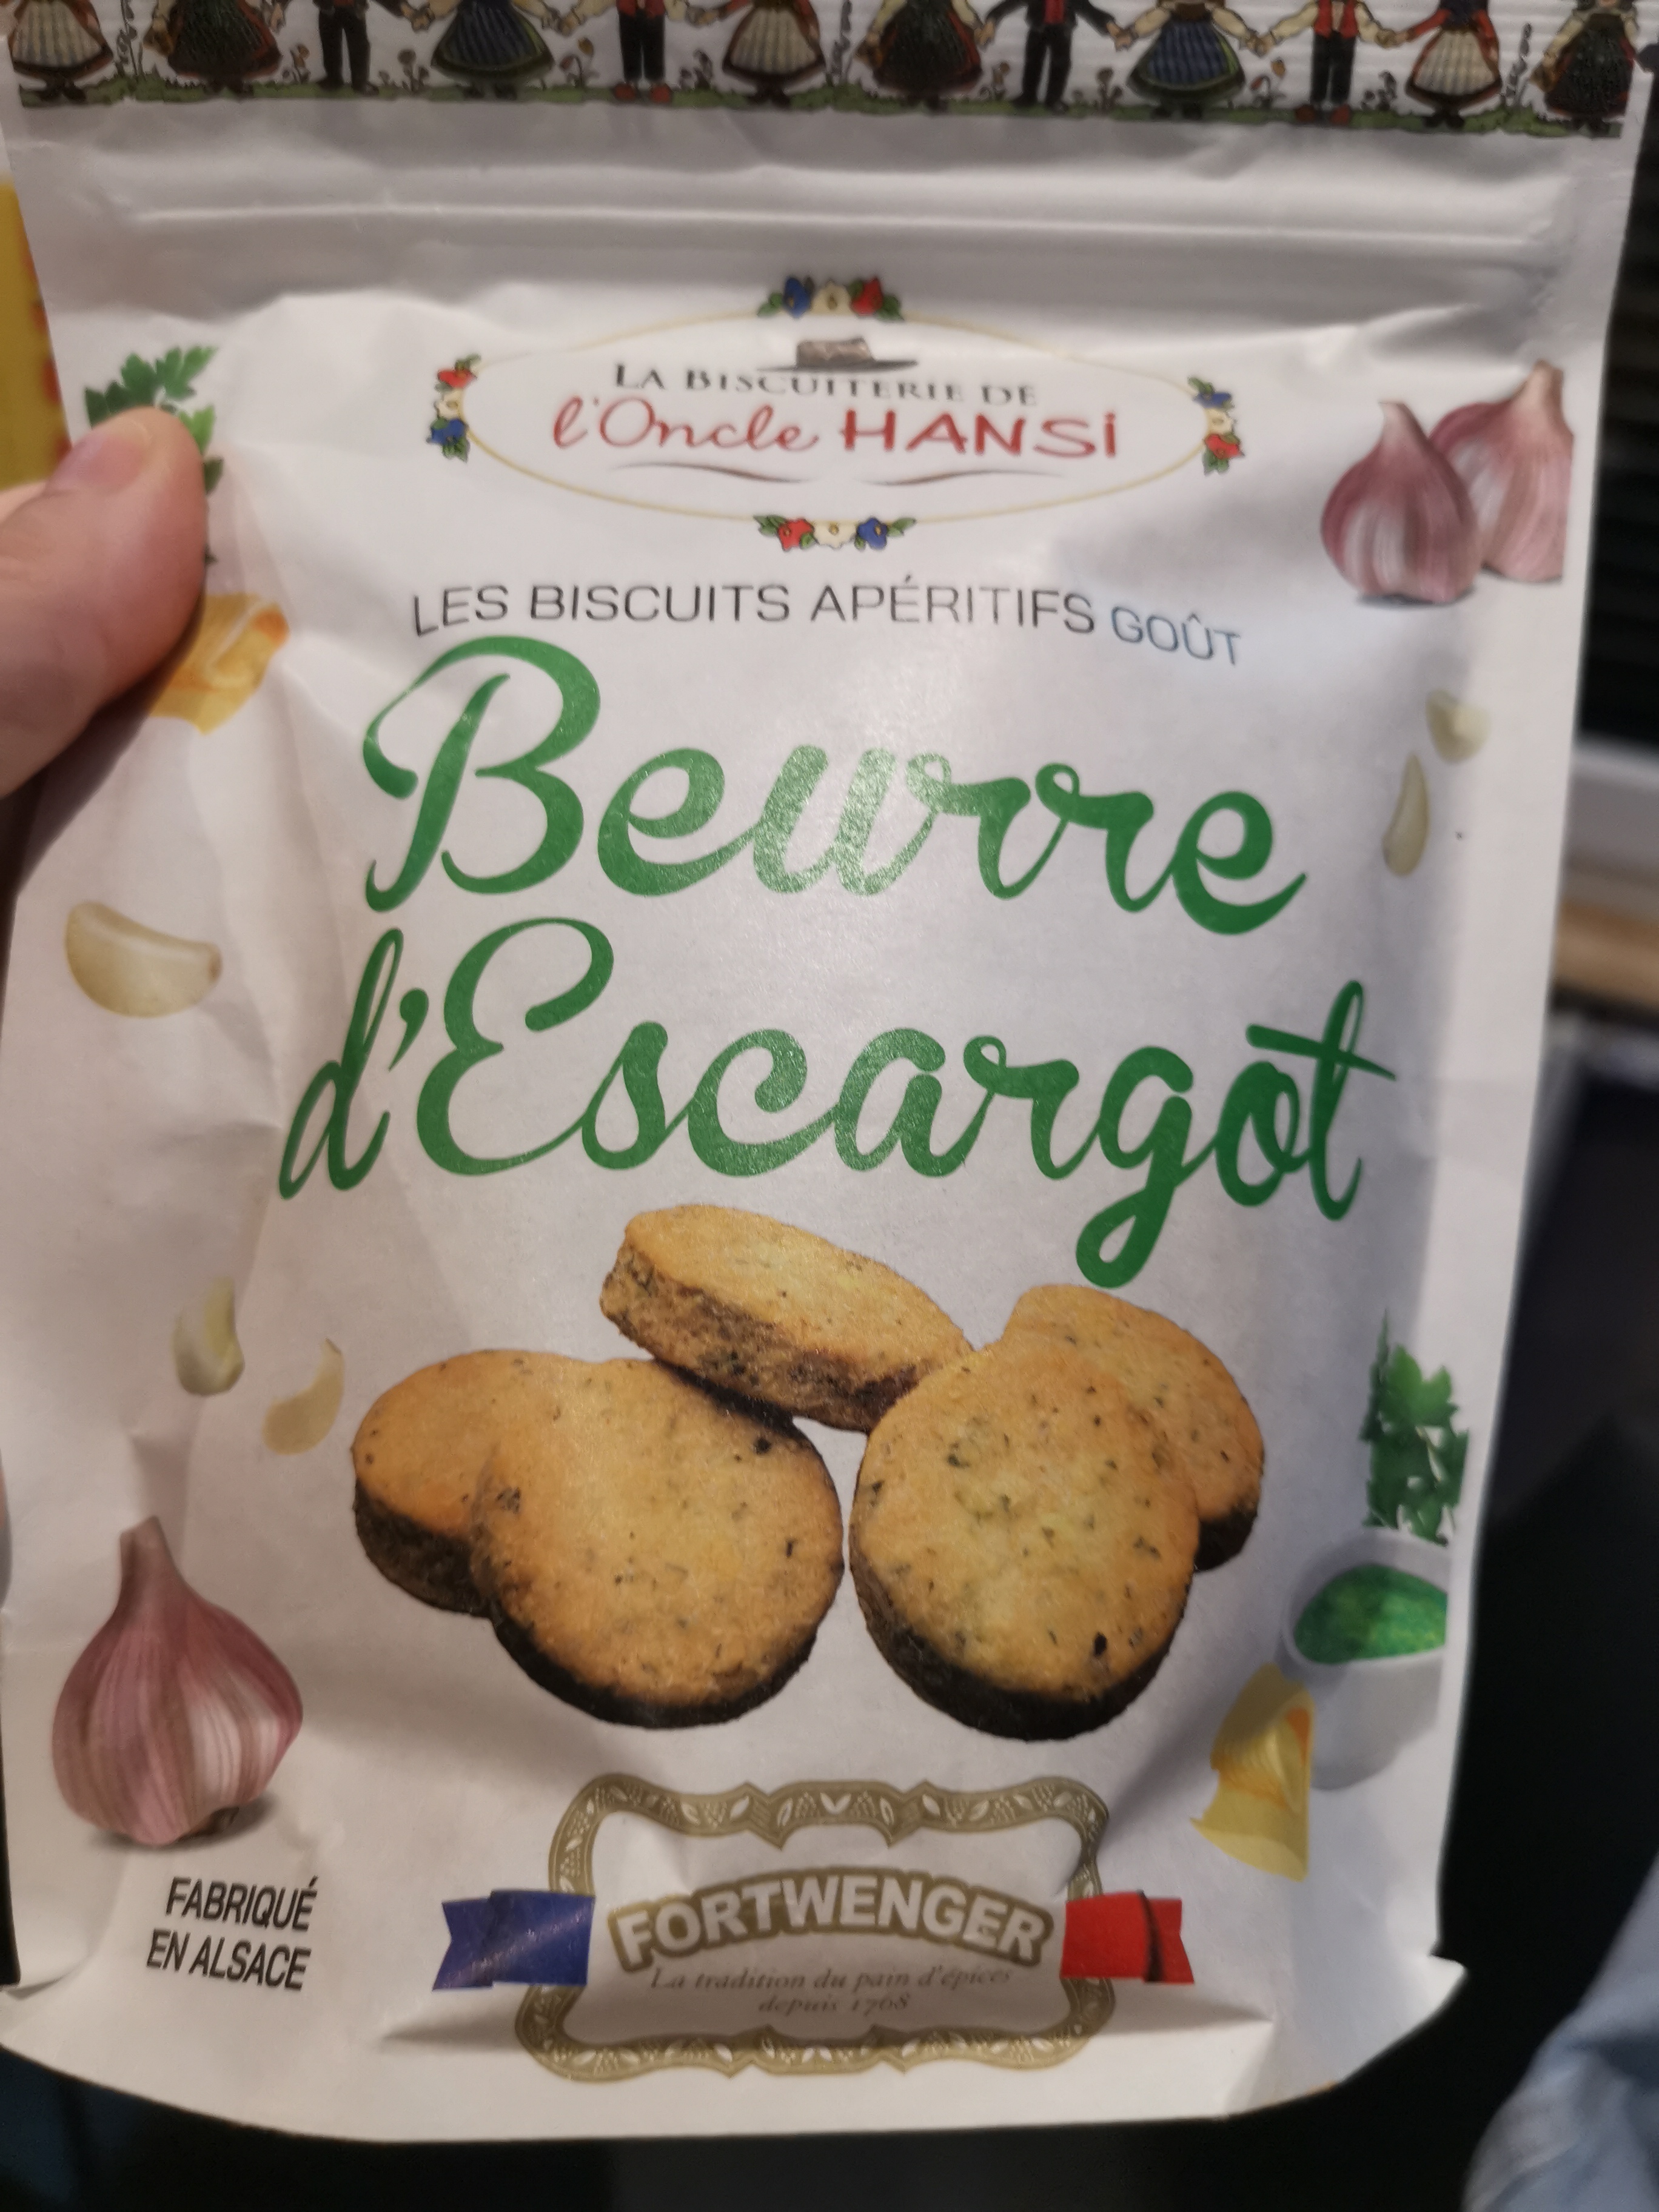 LA BISCUITERIE DE
l'Oncle HANSi
LES BISCUITS APÉRITIFS GOÛT
Beurre
d'Escargot
FABRIQUÉ
EN ALSACE
FORTWENGER
La tradition du pain d'épices
depuis 1768